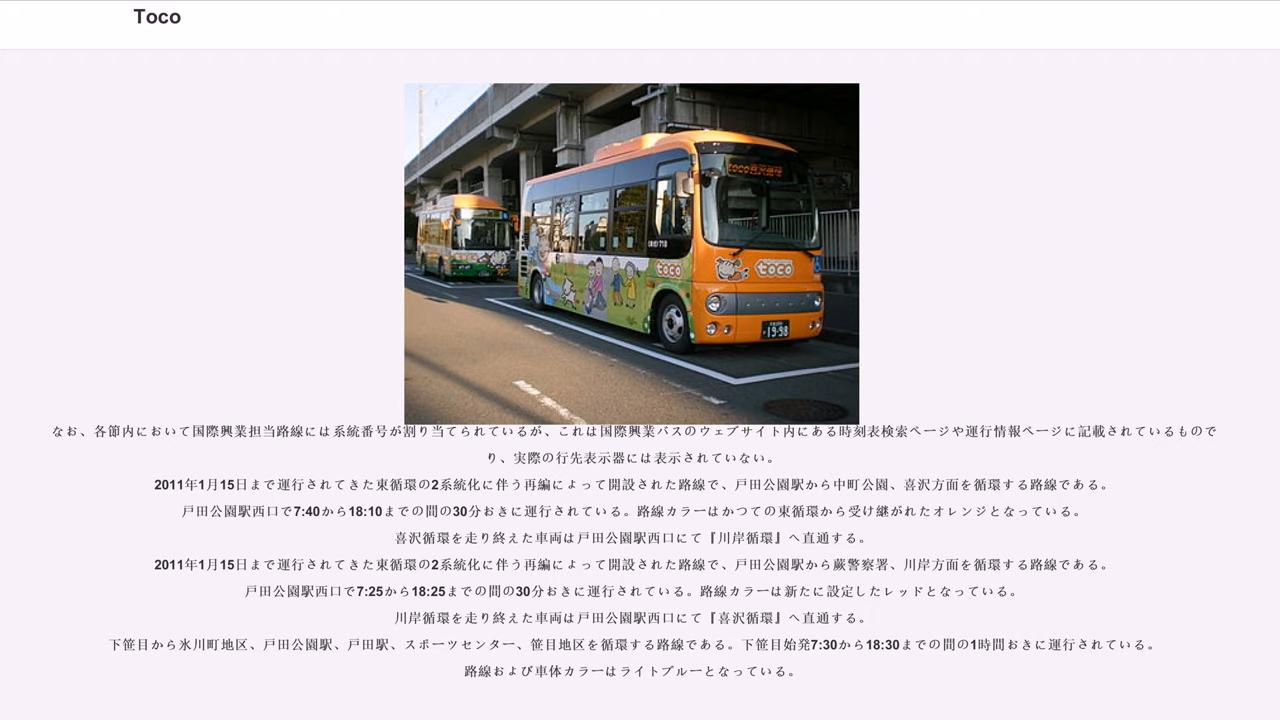 Toco
toco喜沢循環
718
toco
toco
19-98
なお、各節内において国際興業担当路線には系統番号が割り当てられているが、これは国際興業バスのウェブサイト内にある時刻表検索ページや運行情報ページに記載されているもので
り、実際の行先表示器には表示されていない。
2011年1月15日まで運行されてきた東循環の2系統化に伴う再編によって開設された路線で、戸田公園駅から中町公園、喜沢方面を循環する路線である。
戸田公園駅西口で7:40から18:10までの間の30分おきに運行されている。路線カラーはかつての東循環から受け継がれたオレンジとなっている。
喜沢循環を走り終えた車両は戸田公園駅西口にて『川岸循環』へ直通する。
2011年1月15日まで運行されてきた東循環の2系統化に伴う再編によって開設された路線で、戸田公園駅から蕨警察署、川岸方面を循環する路線である。
戸田公園駅西口で7:25から18:25までの間の30分おきに運行されている。路線カラーは新たに設定したレッドとなっている。
川岸循環を走り終えた車両は戸田公園駅西口にて『喜沢循環』へ直通する。
下笹目から氷川町地区、戸田公園駅、戸田駅、スポーツセンター、笹目地区を循環する路線である。下笹目始発7:30から18:30までの間の1時間おきに運行されている。
路線および車体カラーはライトブルーとなっている。